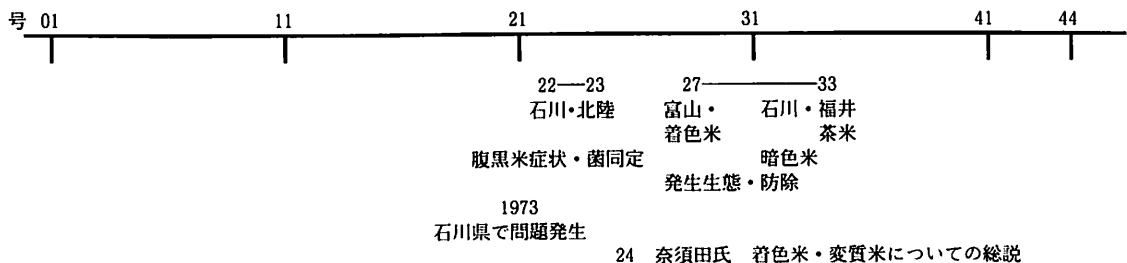 号 01 11 21 31 41 44
22──23 27────────33
石川・北陸 富山・ 石川・福井
着色米 茶米
腹黒米症状・菌同定 暗色米
発生生態・防除
1973
石川県で問題発生
24 奈須田氏 着色米・変質米についての総説